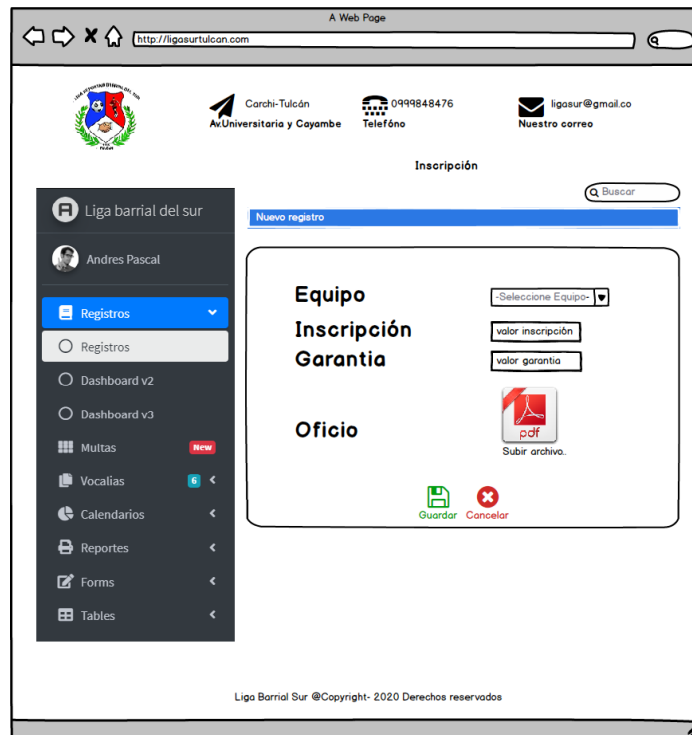 A Web Page
http://ligasurtulcan.com
Carchi-Tulcán
Av.Universitaria y Cayambe
0999848476
Telefóno
ligasur@gmail.co
Nuestro correo
Inscripción
Buscar
Liga barrial del sur
Nuevo registro
Andres Pascal
Registros
Registros
Dashboard v2
Dashboard v3
Multas New
Vocalias 6
Calendarios
Reportes
Forms
Tables
Equipo -Seleccione Equipo-
Inscripción valor inscripción
Garantia valor garantia
Oficio
pdf
Subir archivo..
Guardar Cancelar
Liga Barrial Sur @Copyright- 2020 Derechos reservados